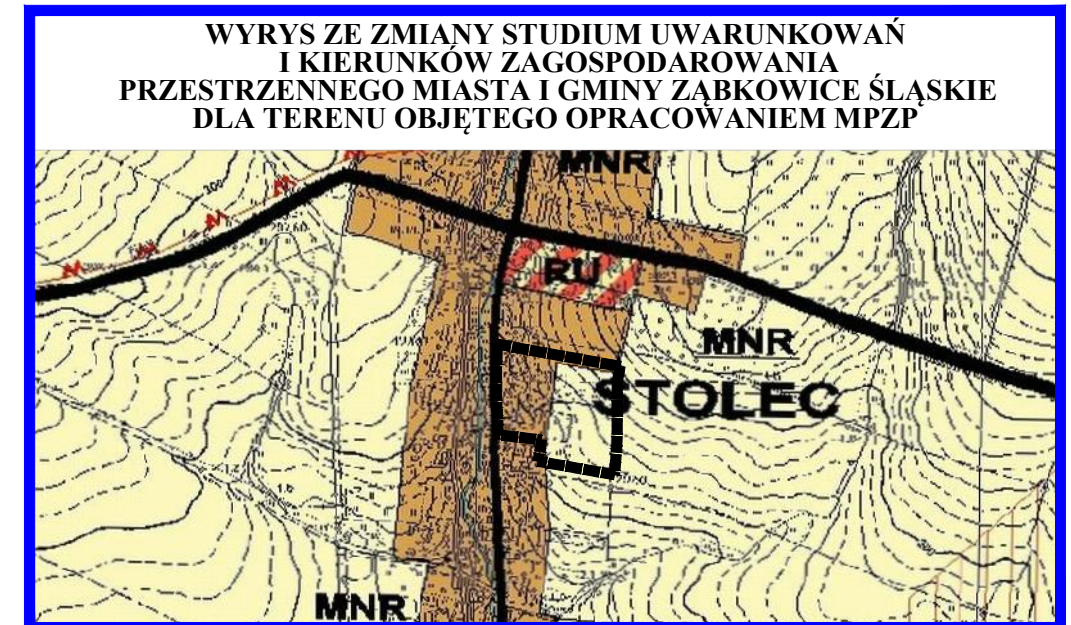 WYRYS ZE ZMIANY STUDIUM UWARUNKOWAŃ
I KIERUNKÓW ZAGOSPODAROWANIA
PRZESTRZENNEGO MIASTA I GMINY ZĄBKOWICE ŚLĄSKIE
DLA TERENU OBJĘTEGO OPRACOWANIEM MPZP
MNR
RU
MNR
STOLEC
MNR